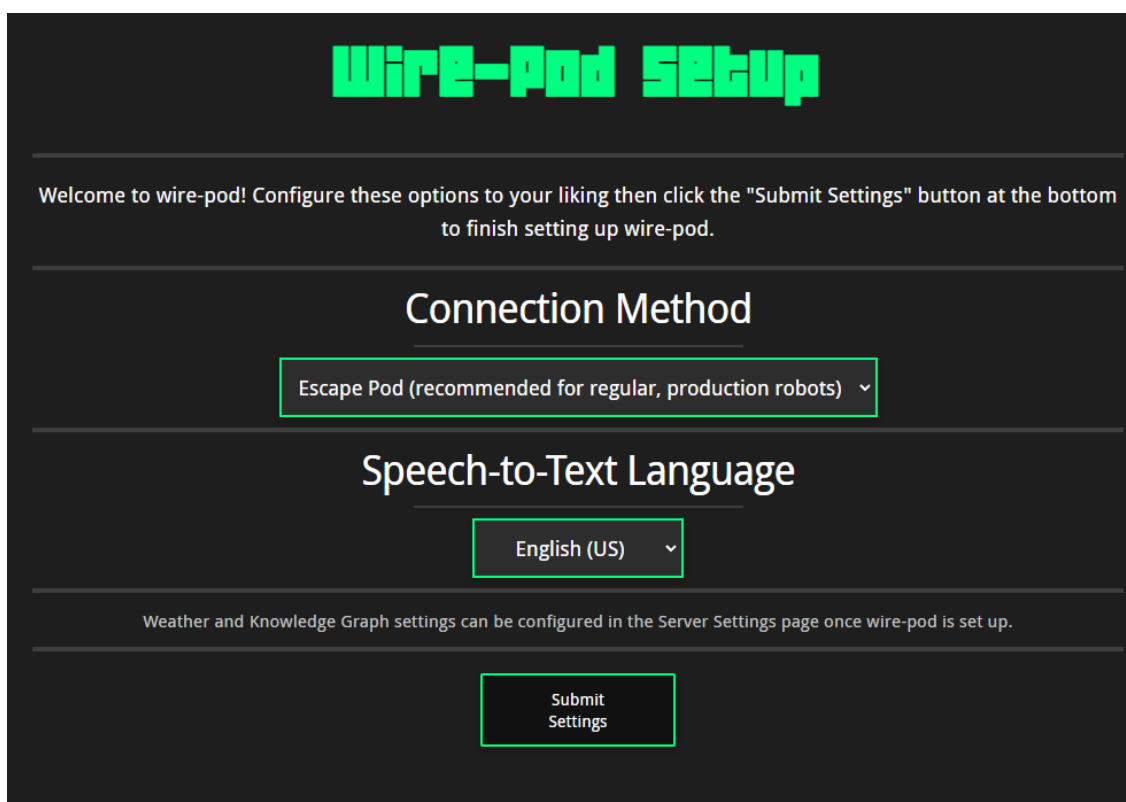 Wire-Pod Setup
Welcome to wire-pod! Configure these options to your liking then click the "Submit Settings" button at the bottom
to finish setting up wire-pod.
Connection Method
Escape Pod (recommended for regular, production robots)
Speech-to-Text Language
English (US)
Weather and Knowledge Graph settings can be configured in the Server Settings page once wire-pod is set up.
Submit
Settings